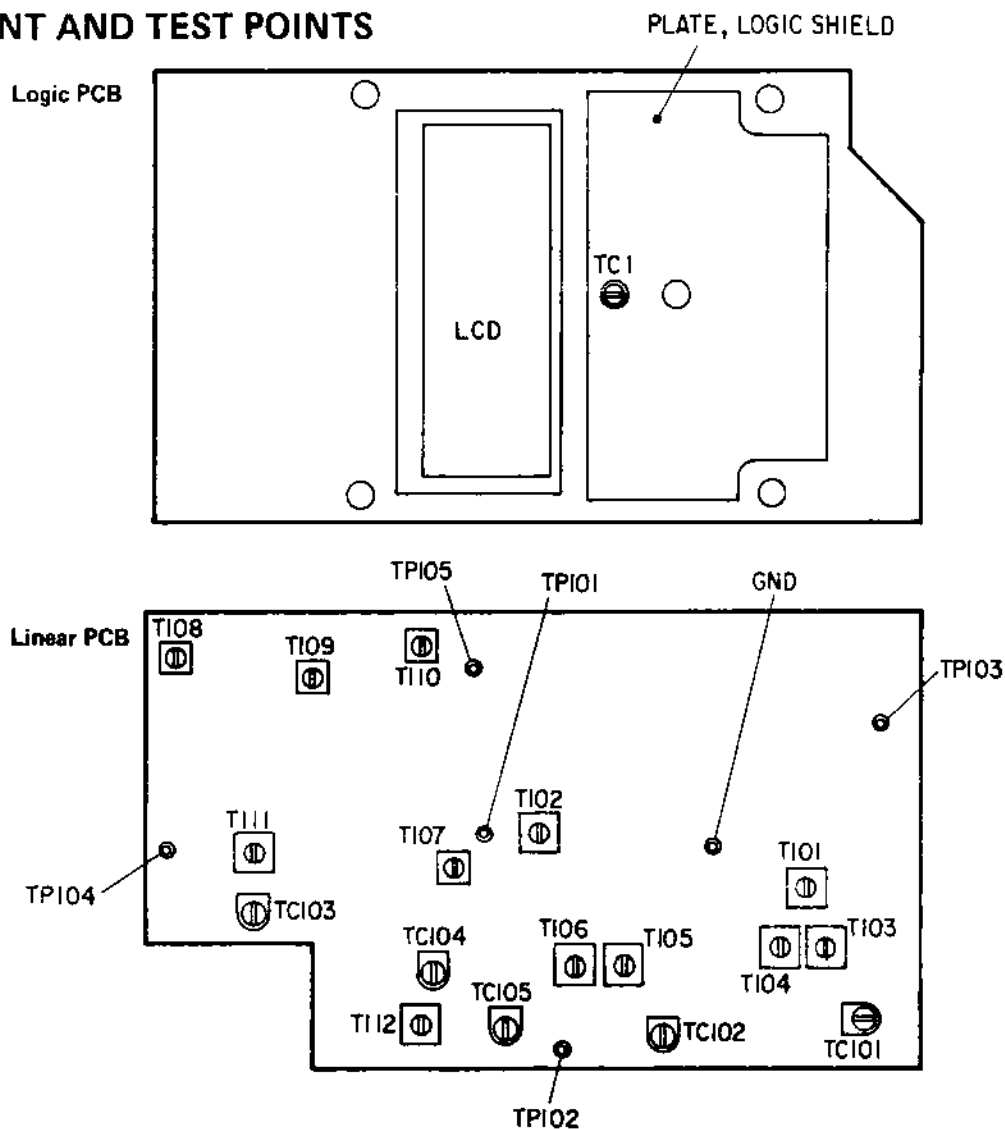 NT AND TEST POINTS
PLATE, LOGIC SHIELD
Logic PCB
TC1
LCD
TP105
TP101
GND
Linear PCB
T108
T109
T110
TP103
T111
T107
T102
T101
TP104
TC103
TC104
T106
T105
T103
T104
T112
TC105
TC102
TC101
TP102